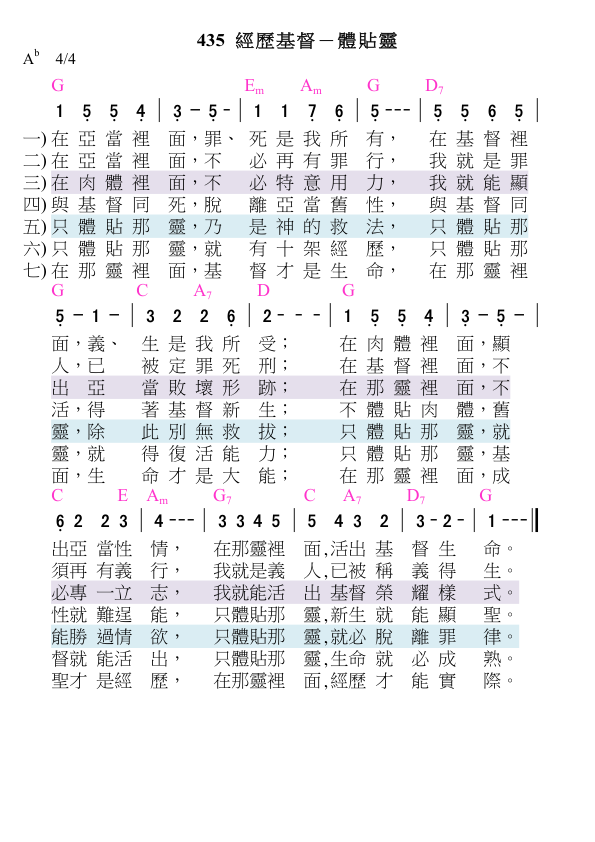 435 經歷基督－體貼靈
A♭ 4/4
G Em Am G D7
1 5̣ 5̣ 4̣ | 3̣ – 5̣ - | 1 1 7̣ 6̣ | 5̣ - - - | 5̣ 5̣ 6̣ 5̣ |
一) 在 亞 當 裡 面，罪、 死 是 我 所 有， 在 基 督 裡
二) 在 亞 當 裡 面，不 必 再 有 罪 行， 我 就 是 罪
三) 在 肉 體 裡 面，不 必 特 意 用 力， 我 就 能 顯
四) 與 基 督 同 死，脫 離 亞 當 舊 性， 與 基 督 同
五) 只 體 貼 那 靈，乃 是 神 的 救 法， 只 體 貼 那
六) 只 體 貼 那 靈，就 有 十 架 經 歷， 只 體 貼 那
七) 在 那 靈 裡 面，基 督 才 是 生 命， 在 那 靈 裡
G C A7 D G
5̣ – 1 – | 3 2 2 6̣ | 2 - - - | 1 5̣ 5̣ 4̣ | 3̣ – 5̣ – |
面，義、 生 是 我 所 受； 在 肉 體 裡 面，顯
人，已 被 定 罪 死 刑； 在 基 督 裡 面，不
出 亞 當 敗 壞 形 跡； 在 那 靈 裡 面，不
活，得 著 基 督 新 生； 不 體 貼 肉 體，舊
靈，除 此 別 無 救 拔； 只 體 貼 那 靈，就
靈，就 得 復 活 能 力； 只 體 貼 那 靈，基
面，生 命 才 是 大 能； 在 那 靈 裡 面，成
C E Am G7 C A7 D7 G
6̣ 2 2 3 | 4 - - - | 3 3 4 5 | 5 4 3 2 | 3 - 2 - | 1 - - - ‖
出亞 當性 情， 在那靈裡 面,活出 基 督 生 命。
須再 有義 行， 我就是義 人,已被 稱 義 得 生。
必專 一立 志， 我就能活 出 基督 榮 耀 樣 式。
性就 難逞 能， 只體貼那 靈,新生 就 能 顯 聖。
能勝 過情 欲， 只體貼那 靈,就必 脫 離 罪 律。
督就 能活 出， 只體貼那 靈,生命 就 必 成 熟。
聖才 是經 歷， 在那靈裡 面,經歷 才 能 實 際。